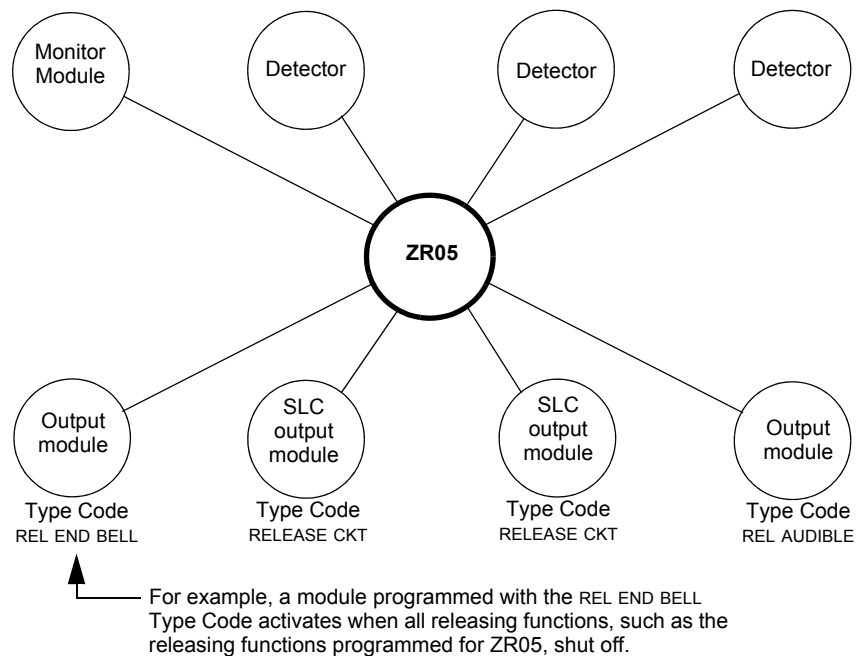 Monitor
Module
Detector
Detector
Detector
ZR05
Output
module
SLC
output
module
SLC
output
module
Output
module
Type Code
REL END BELL
Type Code
RELEASE CKT
Type Code
RELEASE CKT
Type Code
REL AUDIBLE
For example, a module programmed with the REL END BELL
Type Code activates when all releasing functions, such as the
releasing functions programmed for ZR05, shut off.